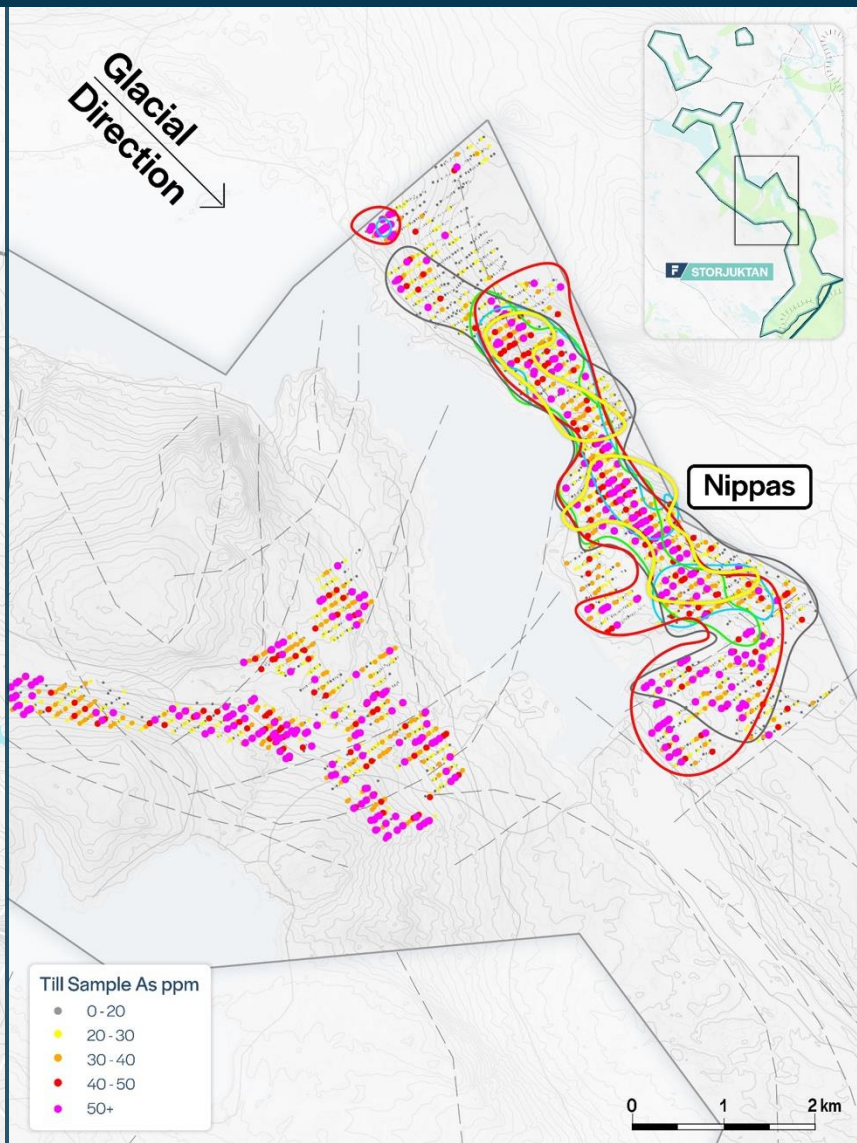 Glacial
Direction
F STORJUKTAN
Nippas
Till Sample As ppm
0-20
20-30
30-40
40-50
50+
0 1 2 km